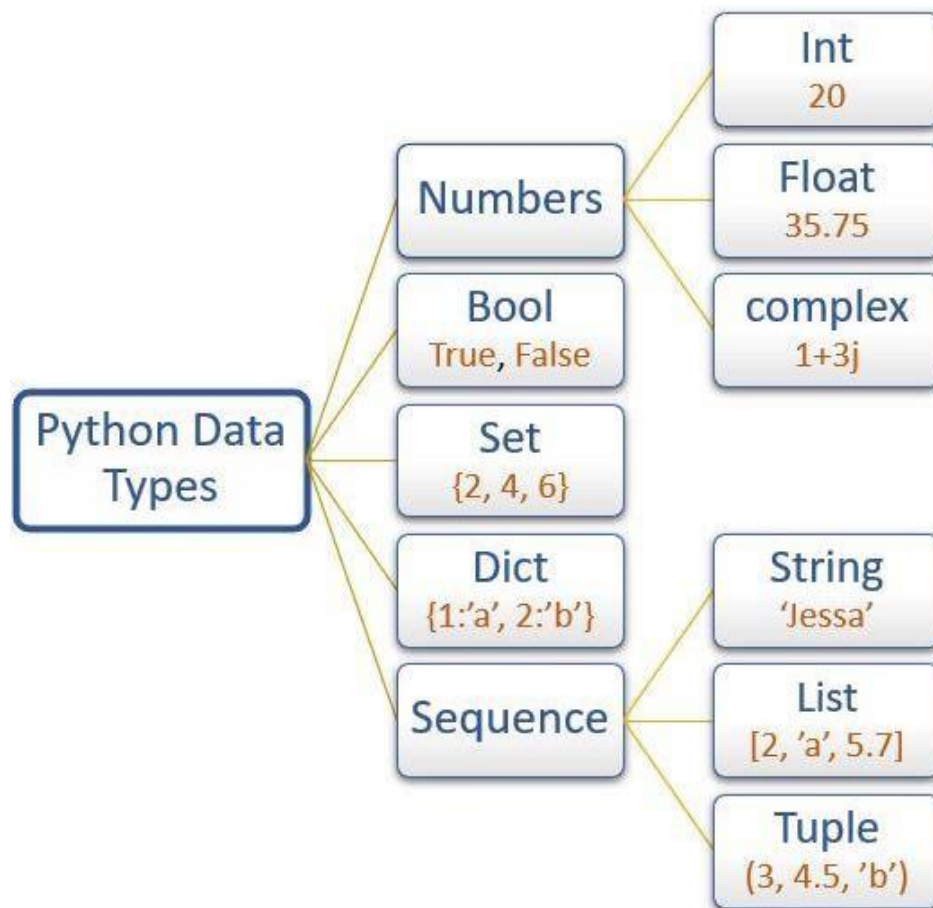 Python Data
Types
Numbers
Int
20
Float
35.75
complex
1+3j
Bool
True, False
Set
{2, 4, 6}
Dict
{1:’a’, 2:’b’}
Sequence
String
‘Jessa’
List
[2, ’a’, 5.7]
Tuple
(3, 4.5, ’b’)